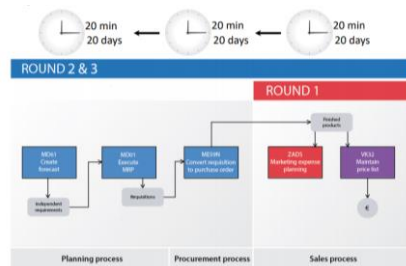 20 min
20 days
20 min
20 days
20 min
20 days
ROUND 2 & 3
ROUND 1
Finished
products
MD61
Create
forecast
MD01
Execute
MRP
ME59N
Convert requisition
to purchase order
ZADS
Marketing expense
planning
VK32
Maintain
price list
Independent
requirements
Requisitions
€
Planning process
Procurement process
Sales process